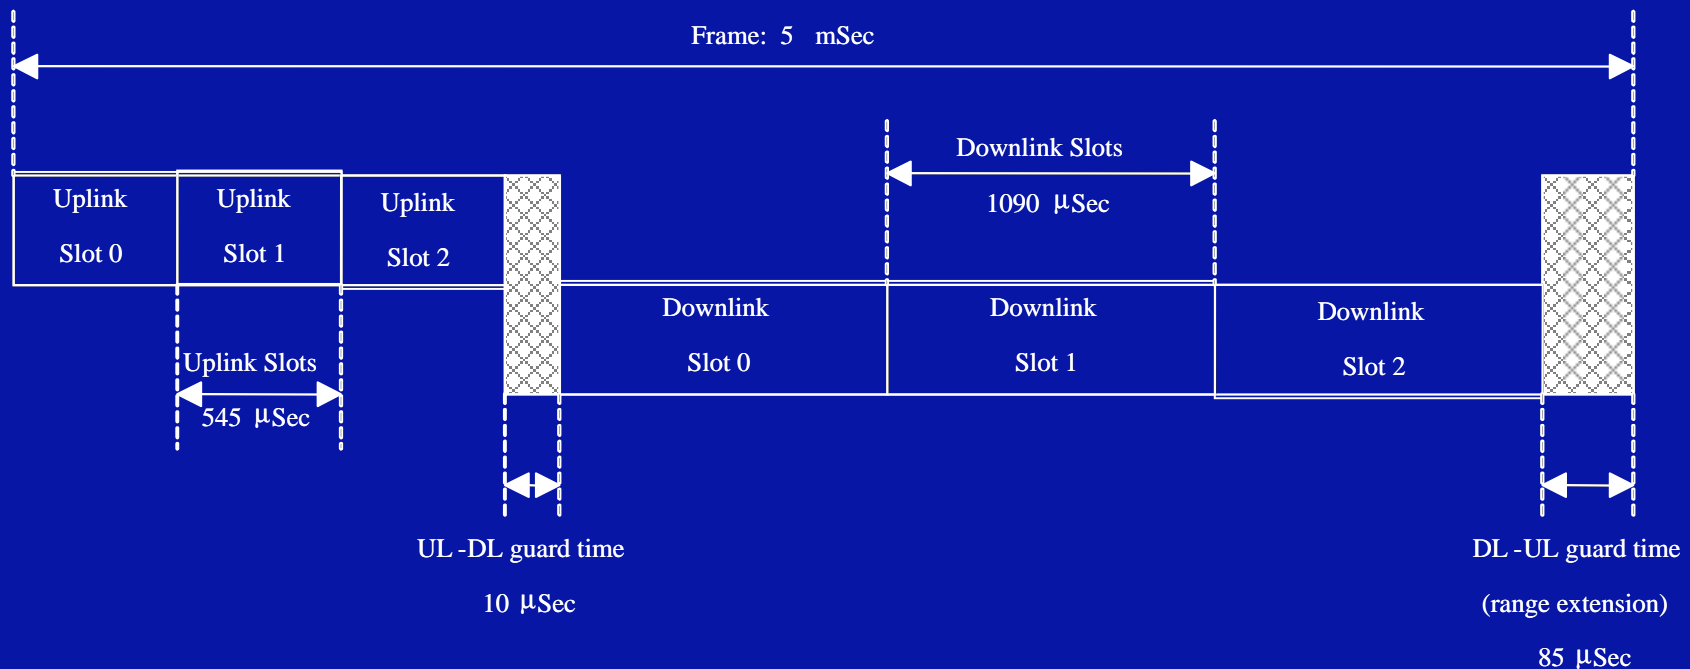 Frame: 5 mSec
Downlink Slots
1090 μSec
Uplink
Slot 0
Uplink
Slot 1
Uplink
Slot 2
Downlink
Slot 0
Downlink
Slot 1
Downlink
Slot 2
Uplink Slots
545 μSec
UL -DL guard time
10 μSec
DL -UL guard time
(range extension)
85 μSec